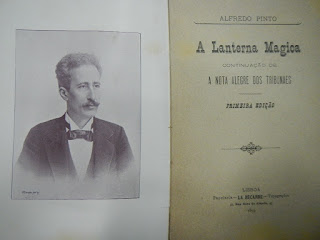 ALFREDO PINTO
A Lanterna Magica
CONTINUAÇÃO DE
A NOTA ALEGRE DOS TRIBUNAES
PRIMEIRA EDIÇÃO
LISBOA